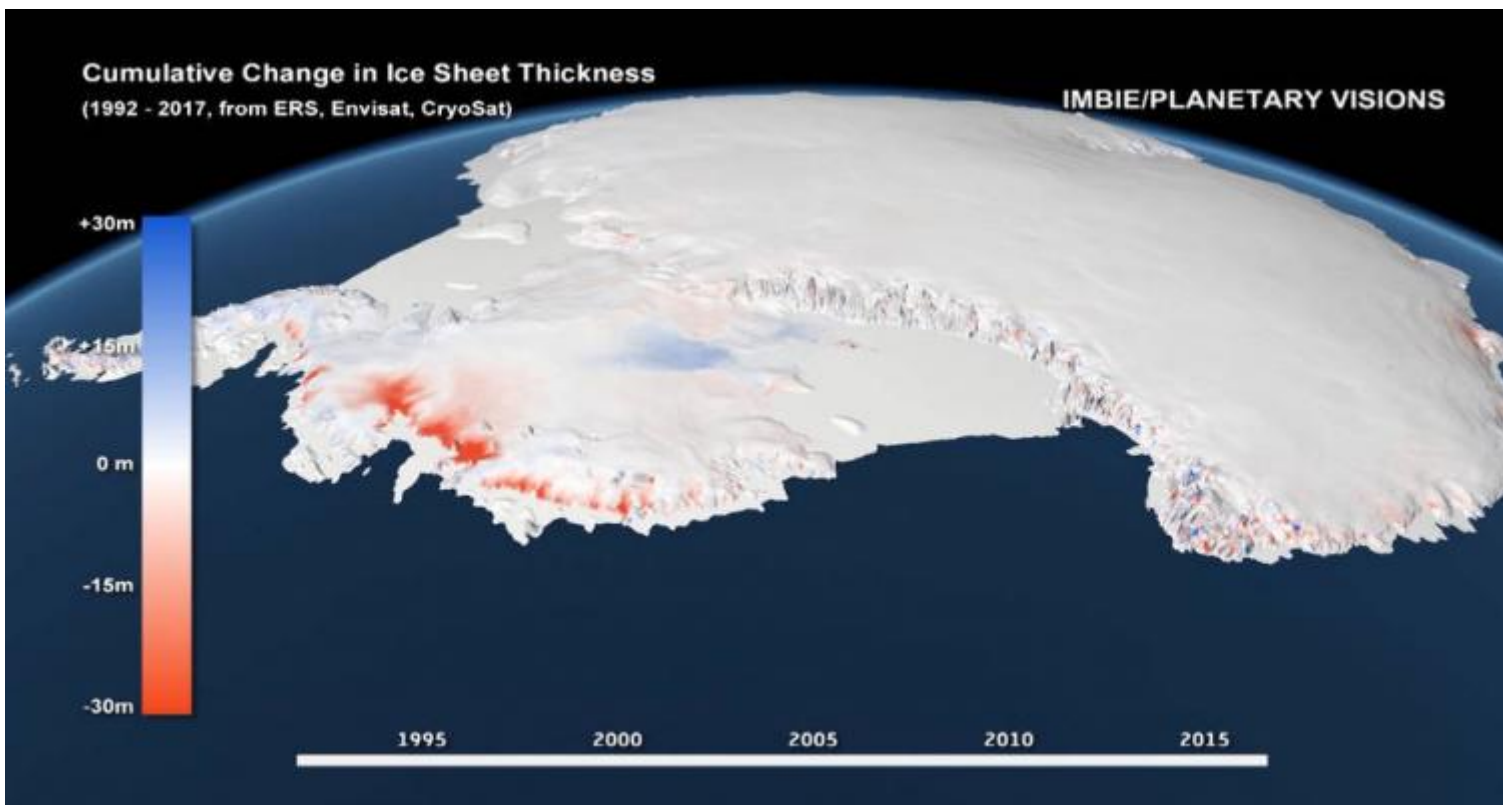 Cumulative Change in Ice Sheet Thickness
(1992 - 2017, from ERS, Envisat, CryoSat)
IMBIE/PLANETARY VISIONS
+30m
+15m
0 m
-15m
-30m
1995 2000 2005 2010 2015